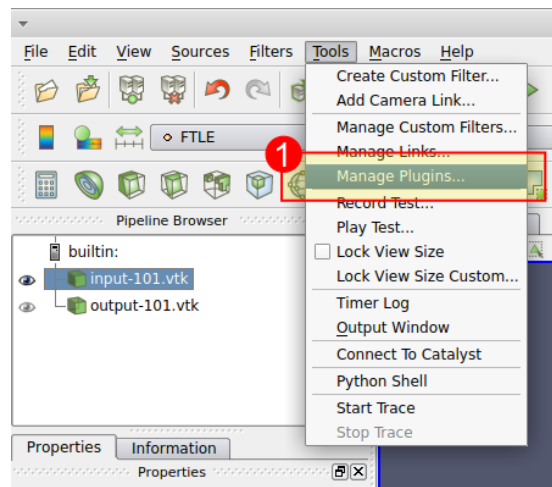 File Edit View Sources Filters Tools Macros Help
Create Custom Filter...
Add Camera Link...
Manage Custom Filters...
FTLE
1
Manage Links...
Manage Plugins...
Record Test...
Pipeline Browser
Play Test...
builtin:
Lock View Size
input-101.vtk
Lock View Size Custom...
output-101.vtk
Timer Log
Output Window
Connect To Catalyst
Python Shell
Start Trace
Stop Trace
Properties Information
Properties